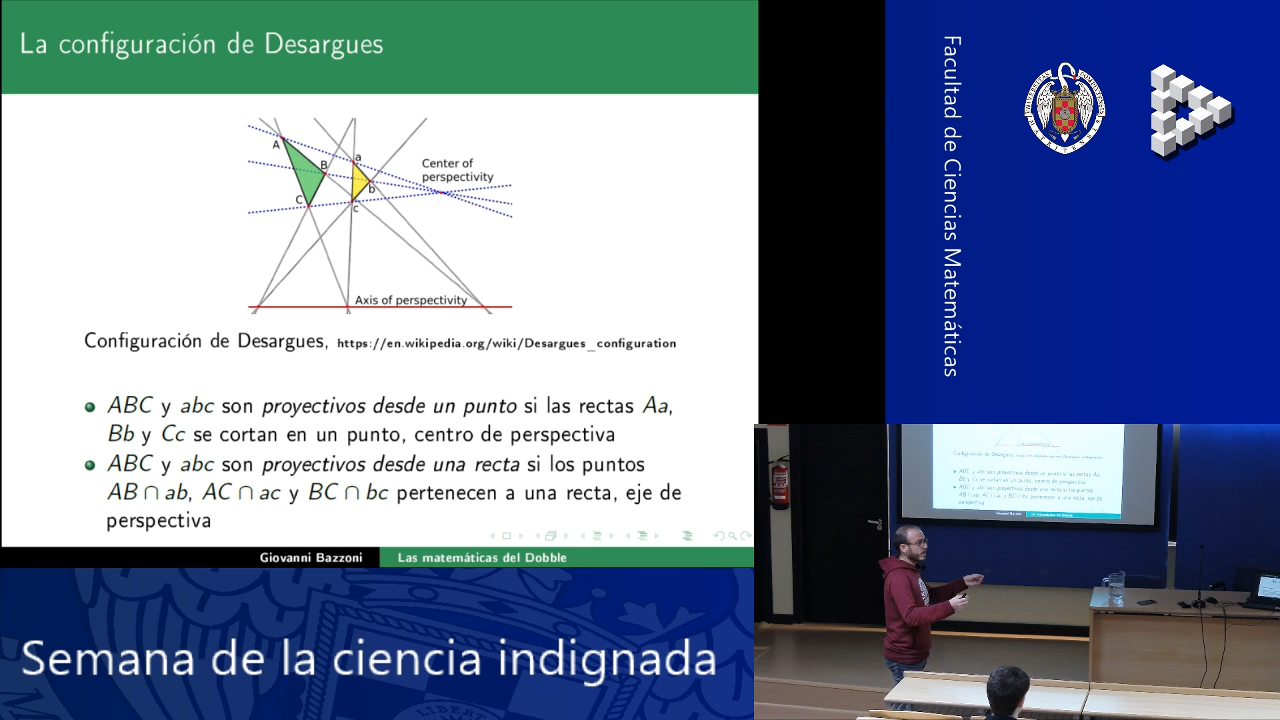 La configuración de Desargues
A
B
C
a
b
c
Center of
perspectivity
Axis of perspectivity
Configuración de Desargues, https://en.wikipedia.org/wiki/Desargues_configuration
ABC y abc son proyectivos desde un punto si las rectas Aa,
Bb y Cc se cortan en un punto, centro de perspectiva
ABC y abc son proyectivos desde una recta si los puntos
AB ∩ ab, AC ∩ ac y BC ∩ bc pertenecen a una recta, eje de
perspectiva
Giovanni Bazzoni
Las matemáticas del Dobble
Semana de la ciencia indignada
Facultad de Ciencias Matemáticas